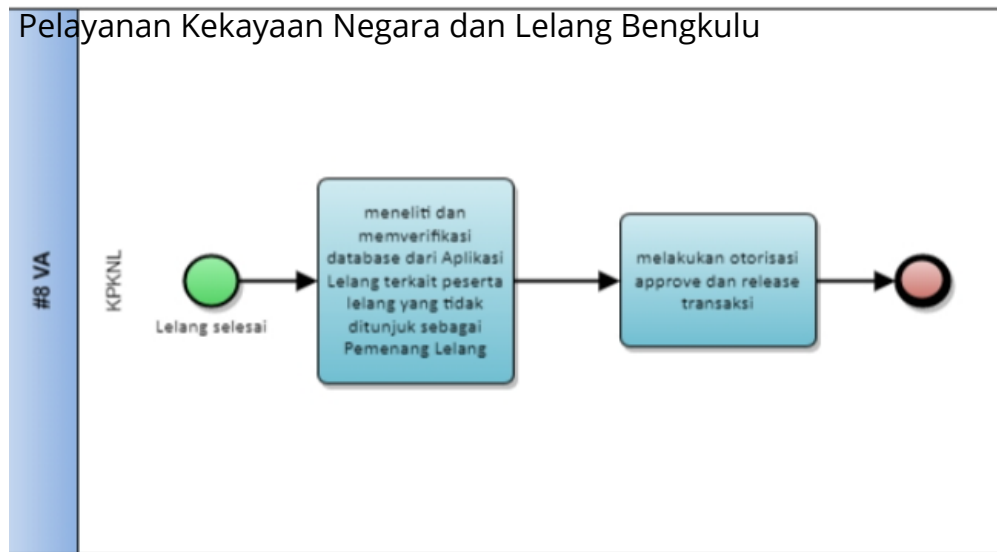 Pelayanan Kekayaan Negara dan Lelang Bengkulu
#8 VA
KPKNL
Lelang selesai
meneliti dan
memverifikasi
database dari Aplikasi
Lelang terkait peserta
lelang yang tidak
ditunjuk sebagai
Pemenang Lelang
melakukan otorisasi
approve dan release
transaksi